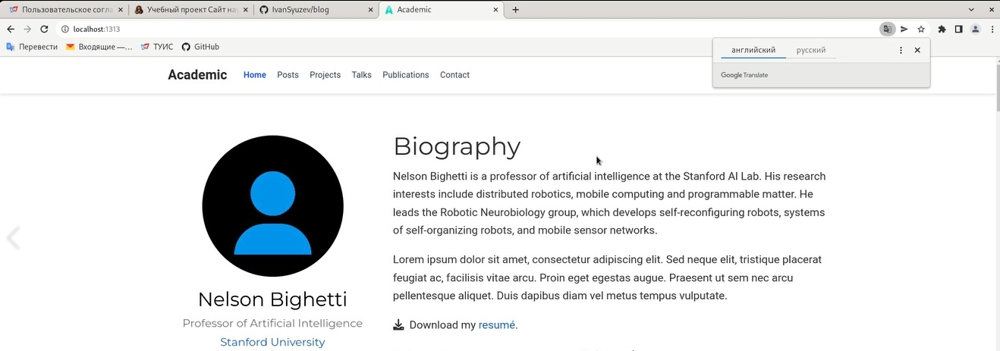 Пользовательское согла
Учебный проект Сайт на
IvanSyuzev/blog
Academic
localhost:1313
Перевести
Входящие —...
ТУИС
GitHub
английский
русский
Google Translate
Academic
Home
Posts
Projects
Talks
Publications
Contact
Biography
Nelson Bighetti is a professor of artificial intelligence at the Stanford AI Lab. His research
interests include distributed robotics, mobile computing and programmable matter. He
leads the Robotic Neurobiology group, which develops self-reconfiguring robots, systems
of self-organizing robots, and mobile sensor networks.
Lorem ipsum dolor sit amet, consectetur adipiscing elit. Sed neque elit, tristique placerat
feugiat ac, facilisis vitae arcu. Proin eget egestas augue. Praesent ut sem nec arcu
pellentesque aliquet. Duis dapibus diam vel metus tempus vulputate.
Download my resumé.
Nelson Bighetti
Professor of Artificial Intelligence
Stanford University